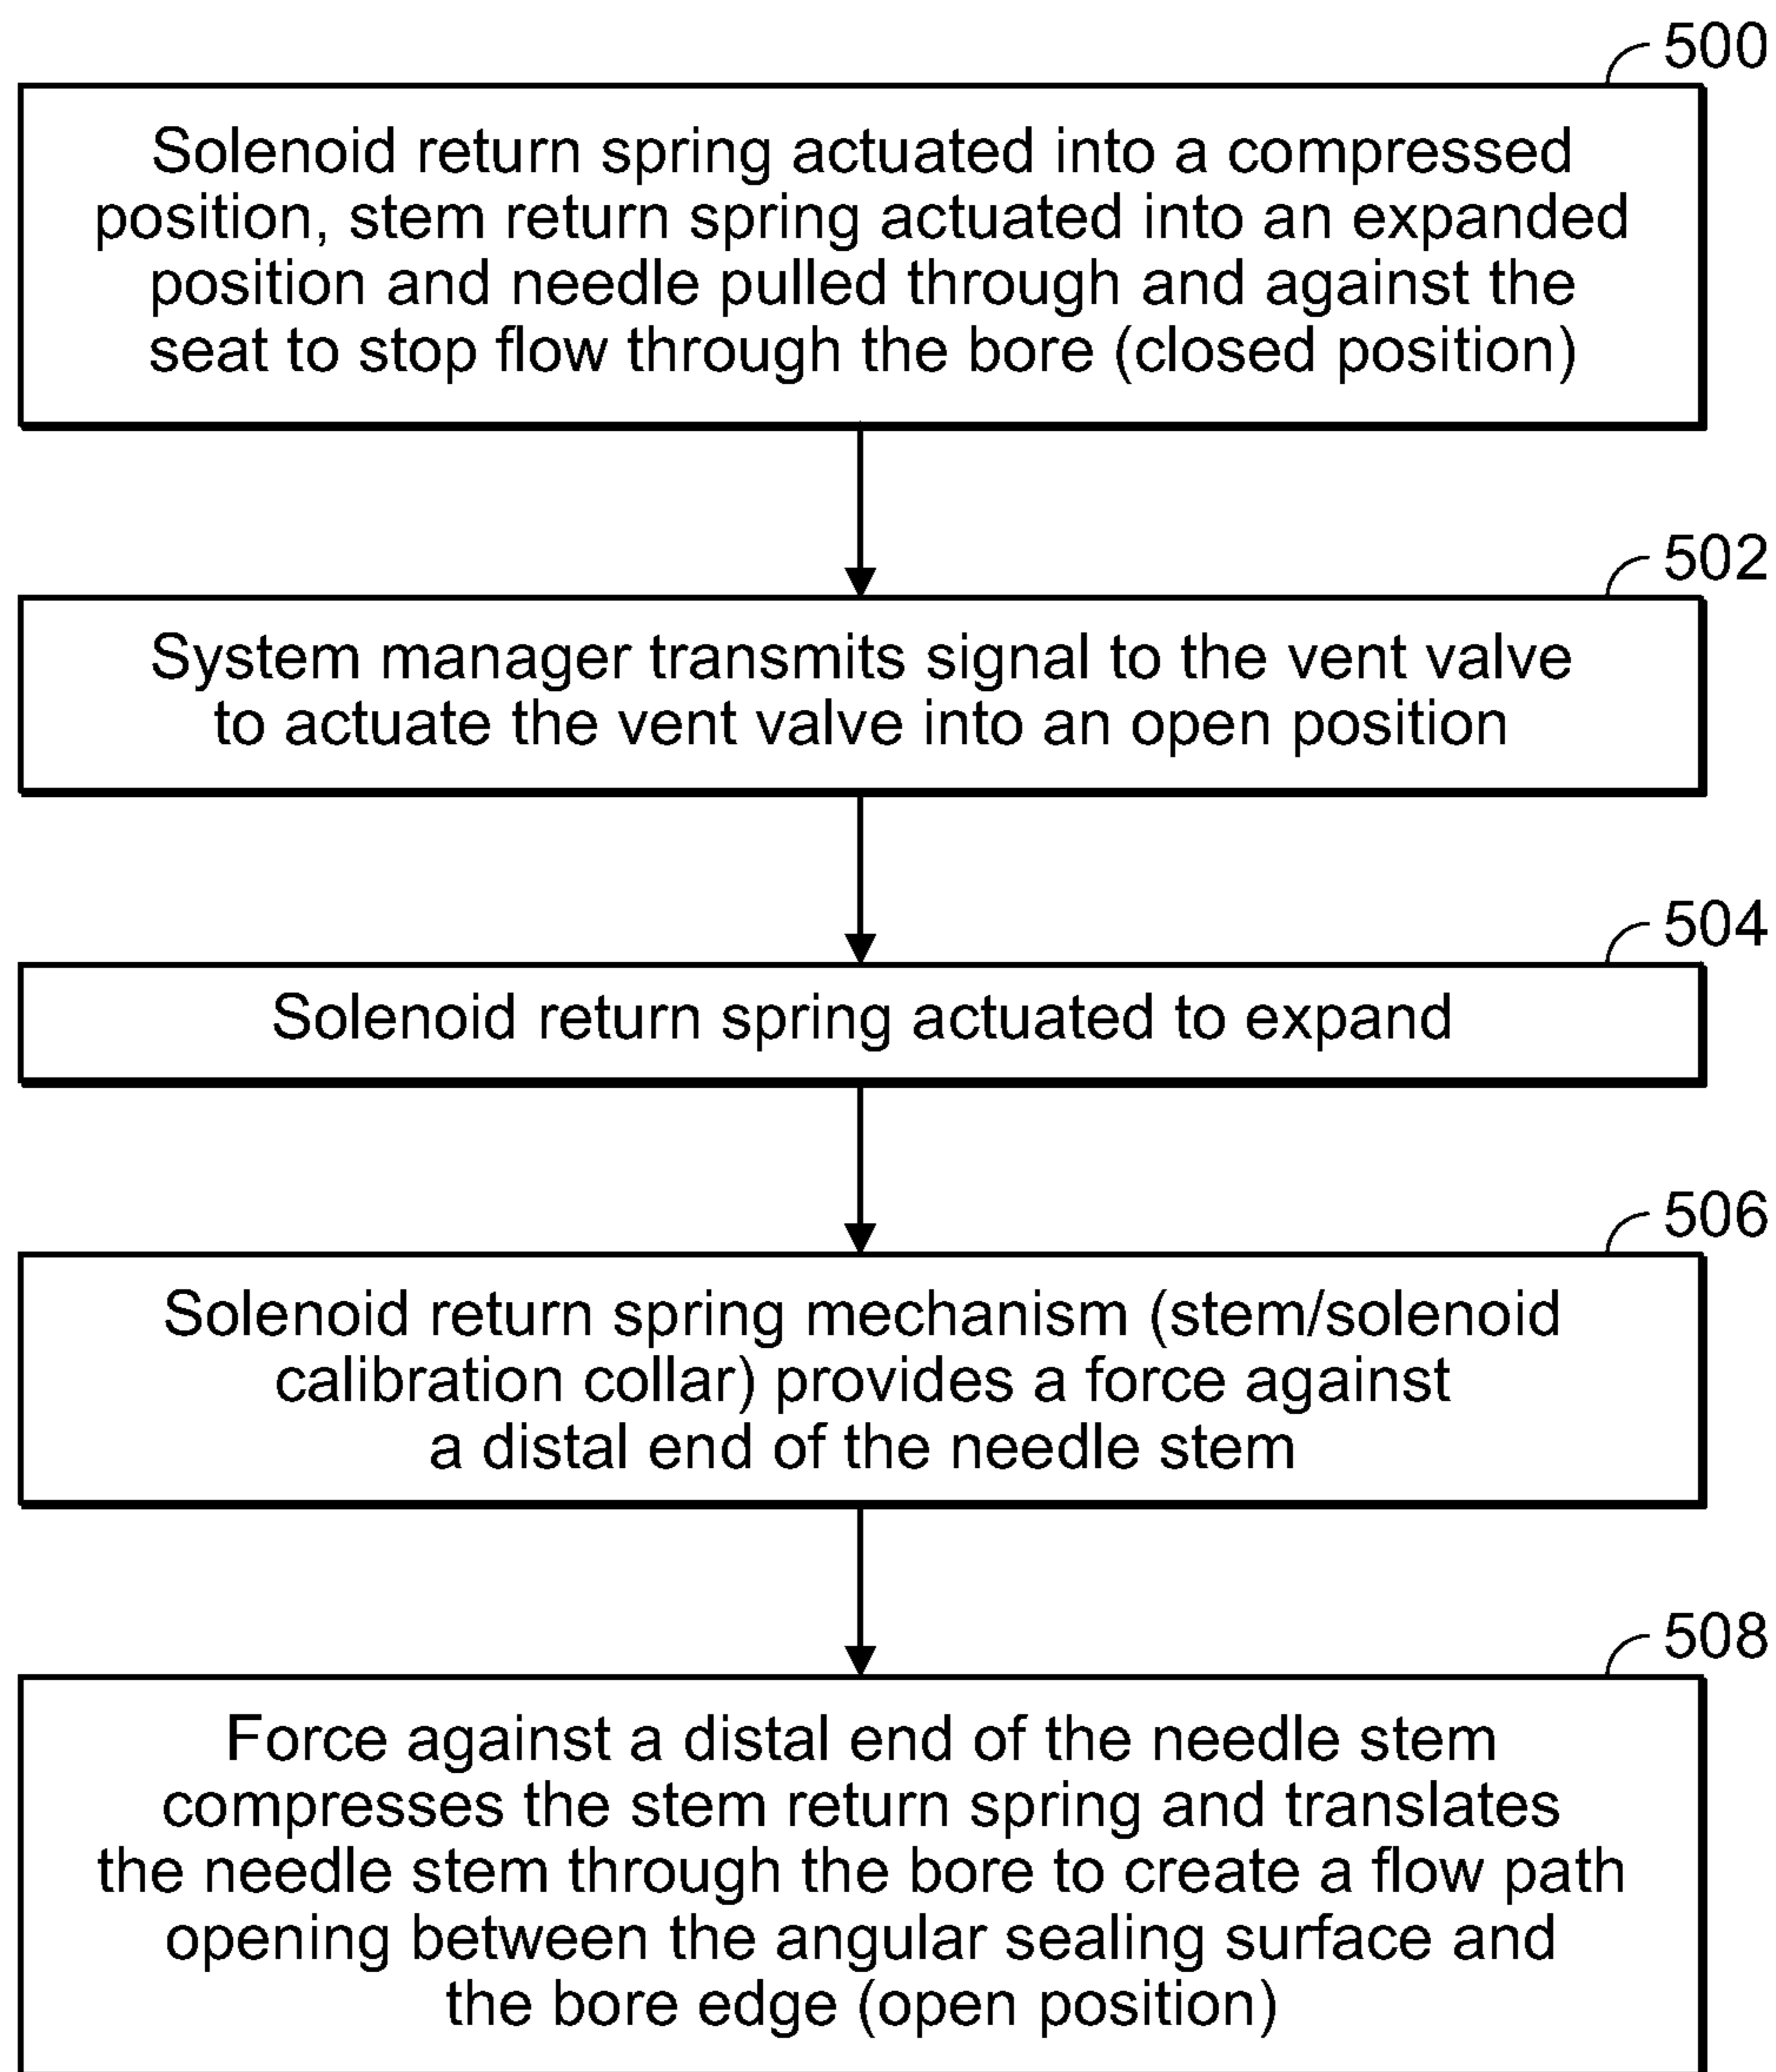 500
Solenoid return spring actuated into a compressed
position, stem return spring actuated into an expanded
position and needle pulled through and against the
seat to stop flow through the bore (closed position)
502
System manager transmits signal to the vent valve
to actuate the vent valve into an open position
504
Solenoid return spring actuated to expand
506
Solenoid return spring mechanism (stem/solenoid
calibration collar) provides a force against
a distal end of the needle stem
508
Force against a distal end of the needle stem
compresses the stem return spring and translates
the needle stem through the bore to create a flow path
opening between the angular sealing surface and
the bore edge (open position)